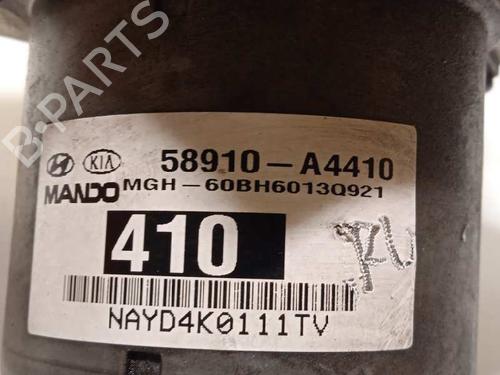 B-PARTS
KIA 58910-A4410
MANDO MGH-60BH6013Q921
410
NAYD4K0111TV